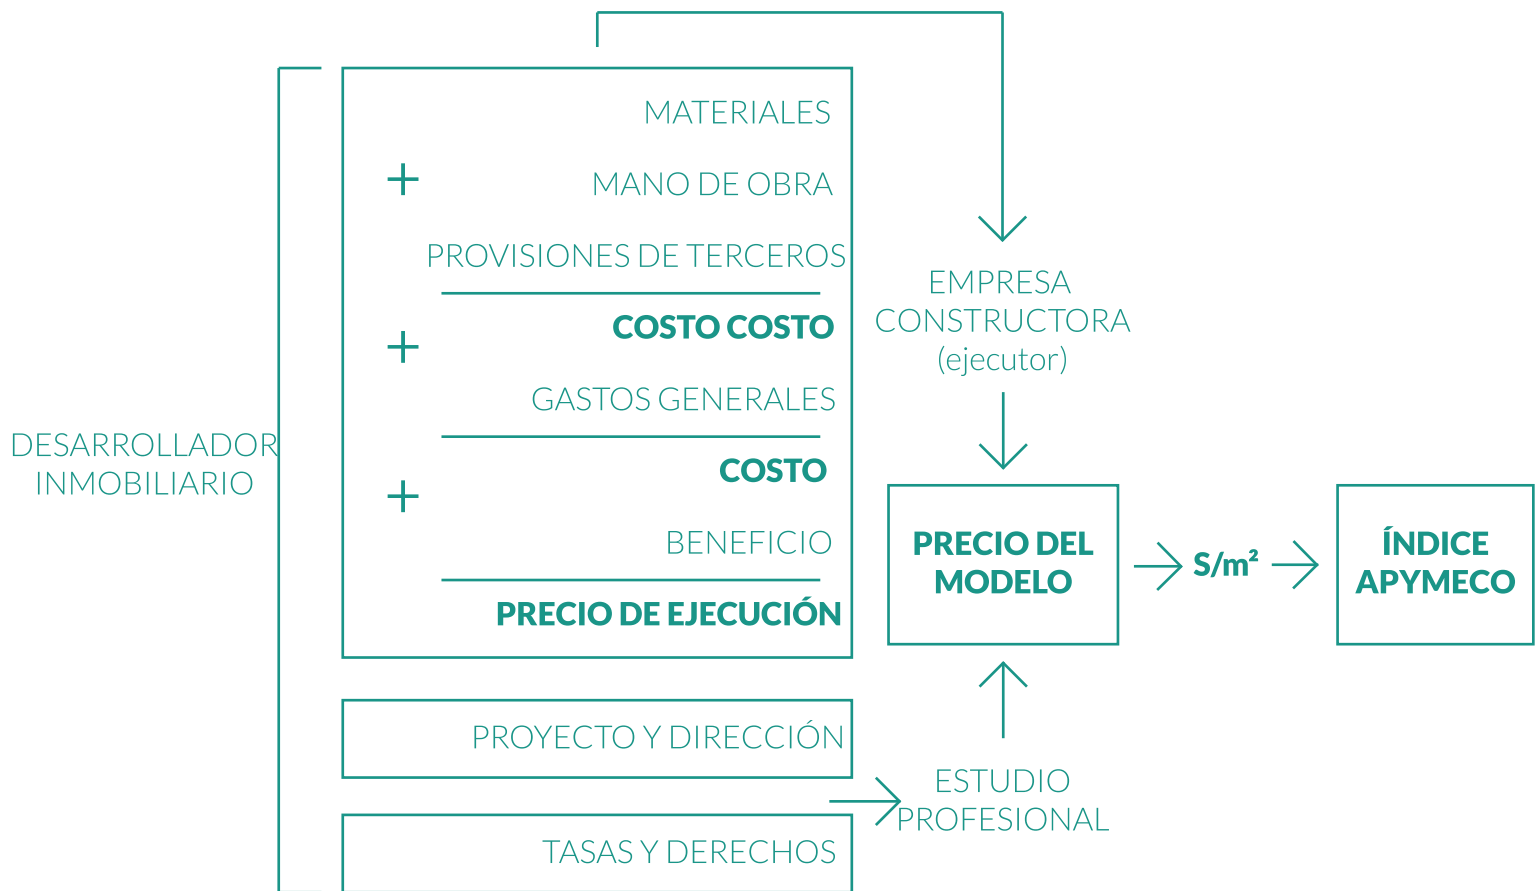 MATERIALES
+
MANO DE OBRA
PROVISIONES DE TERCEROS
COSTO COSTO
+
GASTOS GENERALES
COSTO
+
BENEFICIO
PRECIO DE EJECUCIÓN
DESARROLLADOR
INMOBILIARIO
PROYECTO Y DIRECCIÓN
TASAS Y DERECHOS
EMPRESA
CONSTRUCTORA
(ejecutor)
PRECIO DEL
MODELO
S/m²
ÍNDICE
APYMECO
ESTUDIO
PROFESIONAL